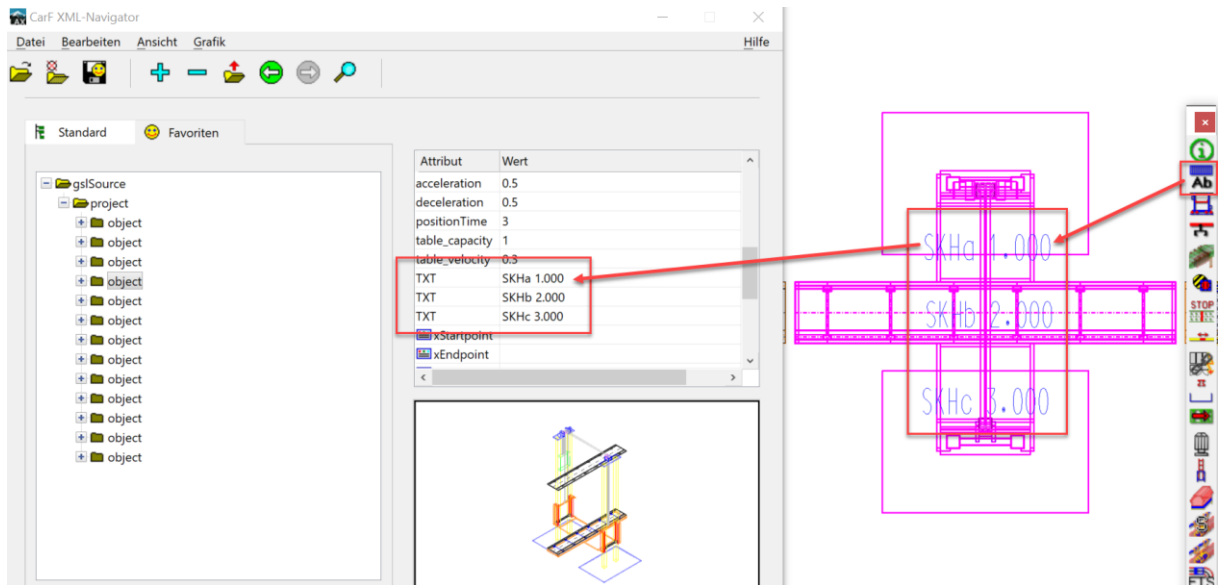 CarF XML-Navigator
Datei Bearbeiten Ansicht Grafik Hilfe
Standard Favoriten
gslSource
project
object
object
object
object
object
object
object
object
object
object
object
object
object
Attribut Wert
acceleration 0.5
deceleration 0.5
positionTime 3
table_capacity 1
table_velocity 0.3
TXT SKHa 1.000
TXT SKHb 2.000
TXT SKHc 3.000
xStartpoint
xEndpoint
SKHa 1.000
SKHb 2.000
SKHc 3.000
Ab
STOP
FTS